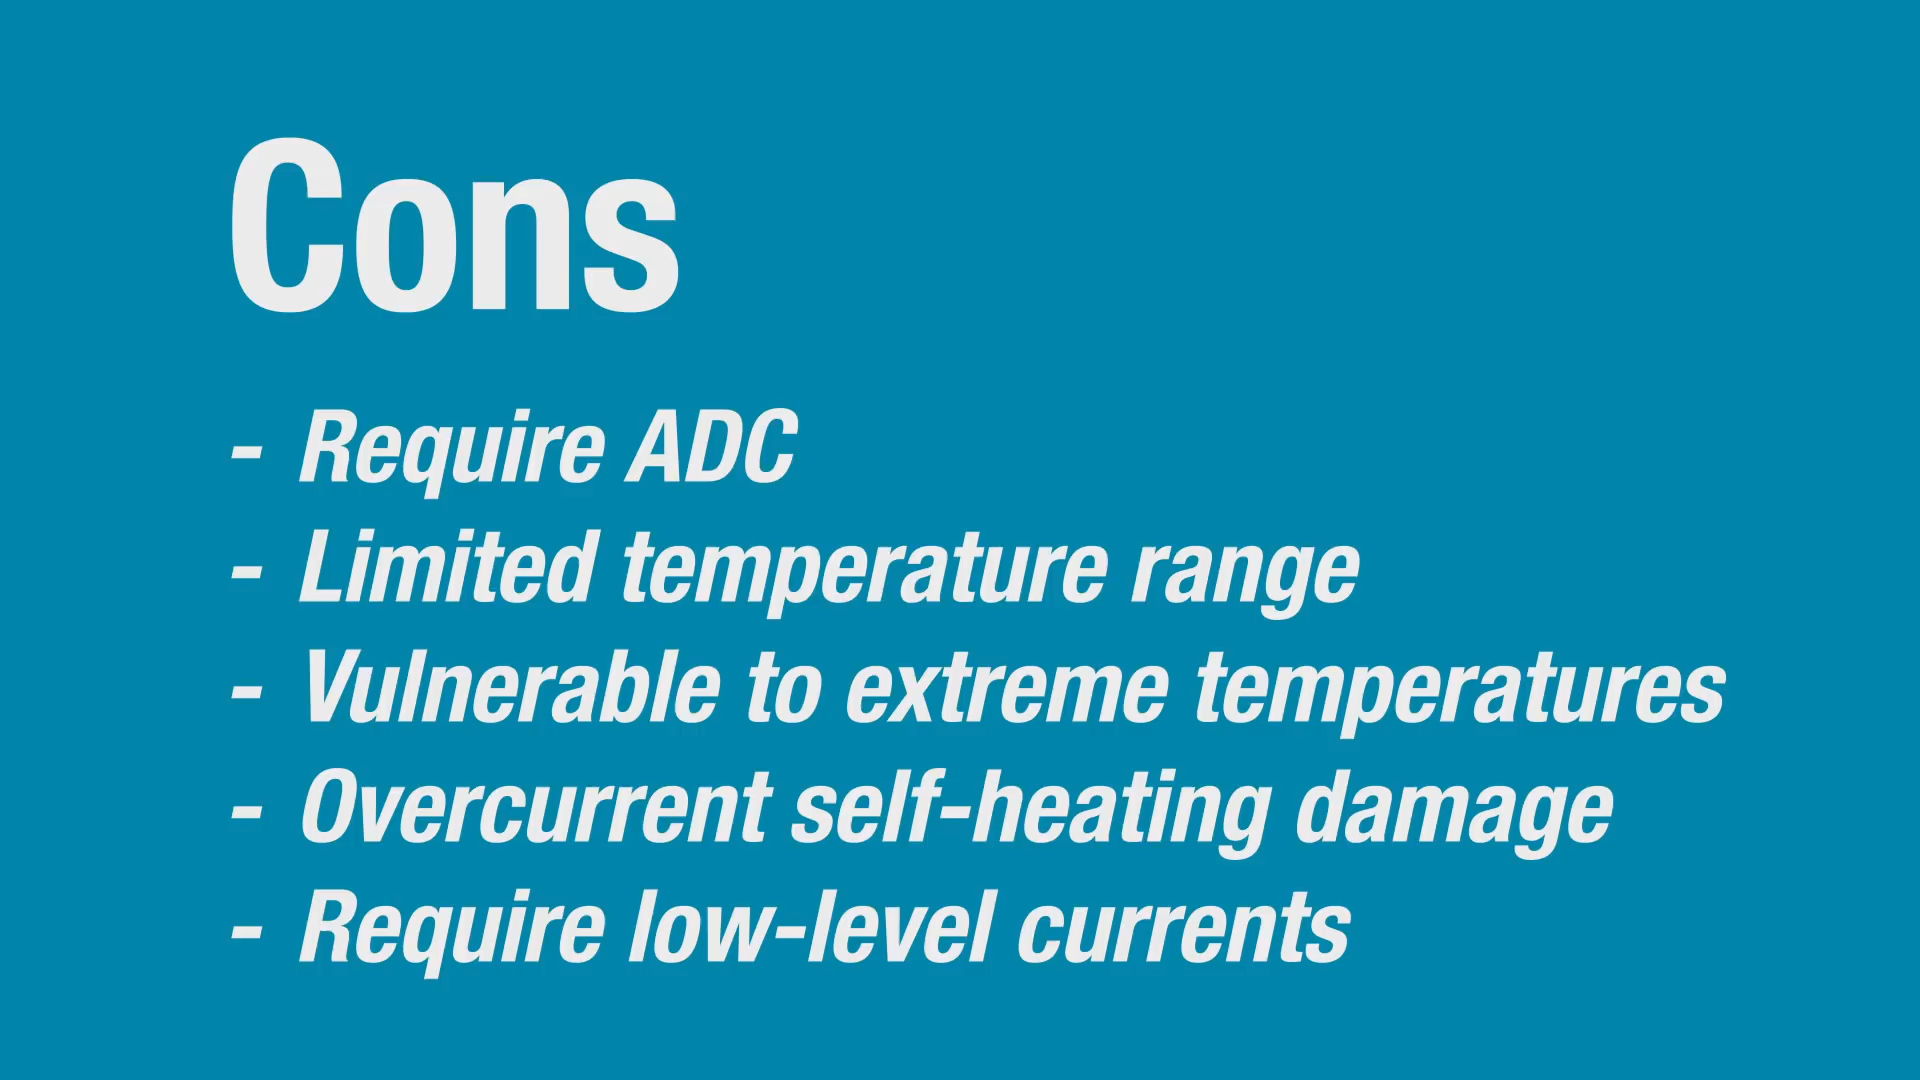 Cons
- Require ADC
- Limited temperature range
- Vulnerable to extreme temperatures
- Overcurrent self-heating damage
- Require low-level currents